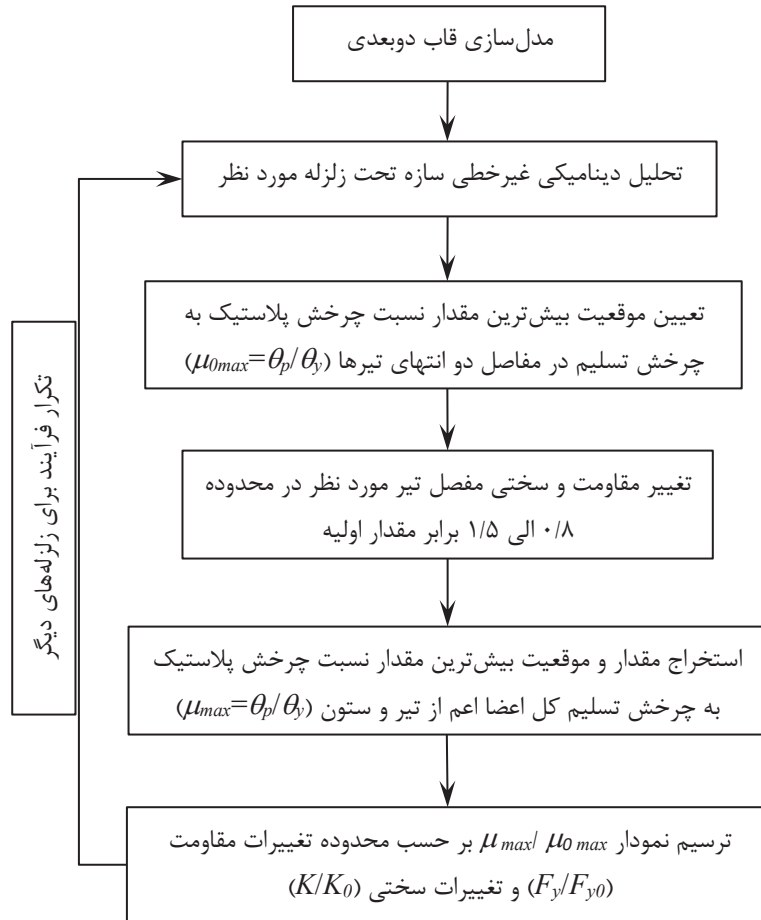 مدل‌سازی قاب دوبعدی
تحلیل دینامیکی غیرخطی سازه تحت زلزله مورد نظر
تعیین موقعیت بیش‌ترین مقدار نسبت چرخش پلاستیک به
چرخش تسلیم در مفاصل دو انتهای تیرها (μ0max=θp/θy)
تغییر مقاومت و سختی مفصل تیر مورد نظر در محدوده
۰/۸ الی ۱/۵ برابر مقدار اولیه
استخراج مقدار و موقعیت بیش‌ترین مقدار نسبت چرخش پلاستیک
به چرخش تسلیم کل اعضا اعم از تیر و ستون (μmax=θp/θy)
ترسیم نمودار μmax/ μ0 max بر حسب محدوده تغییرات مقاومت
(Fy/Fy0) و تغییرات سختی (K/K0)
تکرار فرآیند برای زلزله‌های دیگر